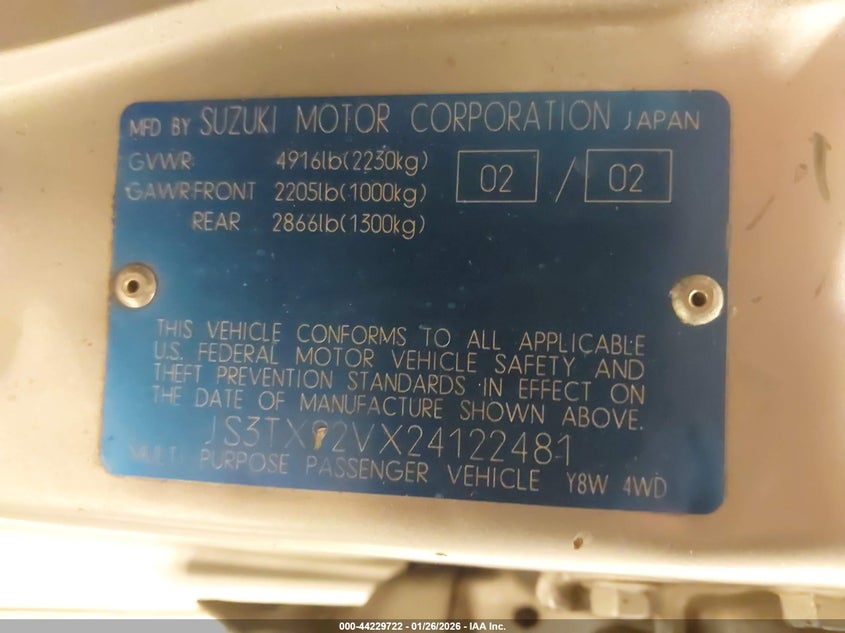 MFD BY SUZUKI MOTOR CORPORATION JAPAN
GVWR 4916lb(2230kg) 02 / 02
GAWR FRONT 2205lb(1000kg)
REAR 2866lb(1300kg)
THIS VEHICLE CONFORMS TO ALL APPLICABLE
U.S. FEDERAL MOTOR VEHICLE SAFETY AND
THEFT PREVENTION STANDARDS IN EFFECT ON
THE DATE OF MANUFACTURE SHOWN ABOVE.
JS3TX92VX24122481
MULTI PURPOSE PASSENGER VEHICLE Y8W 4WD
000-44229722 - 01/26/2026 - IAA Inc.